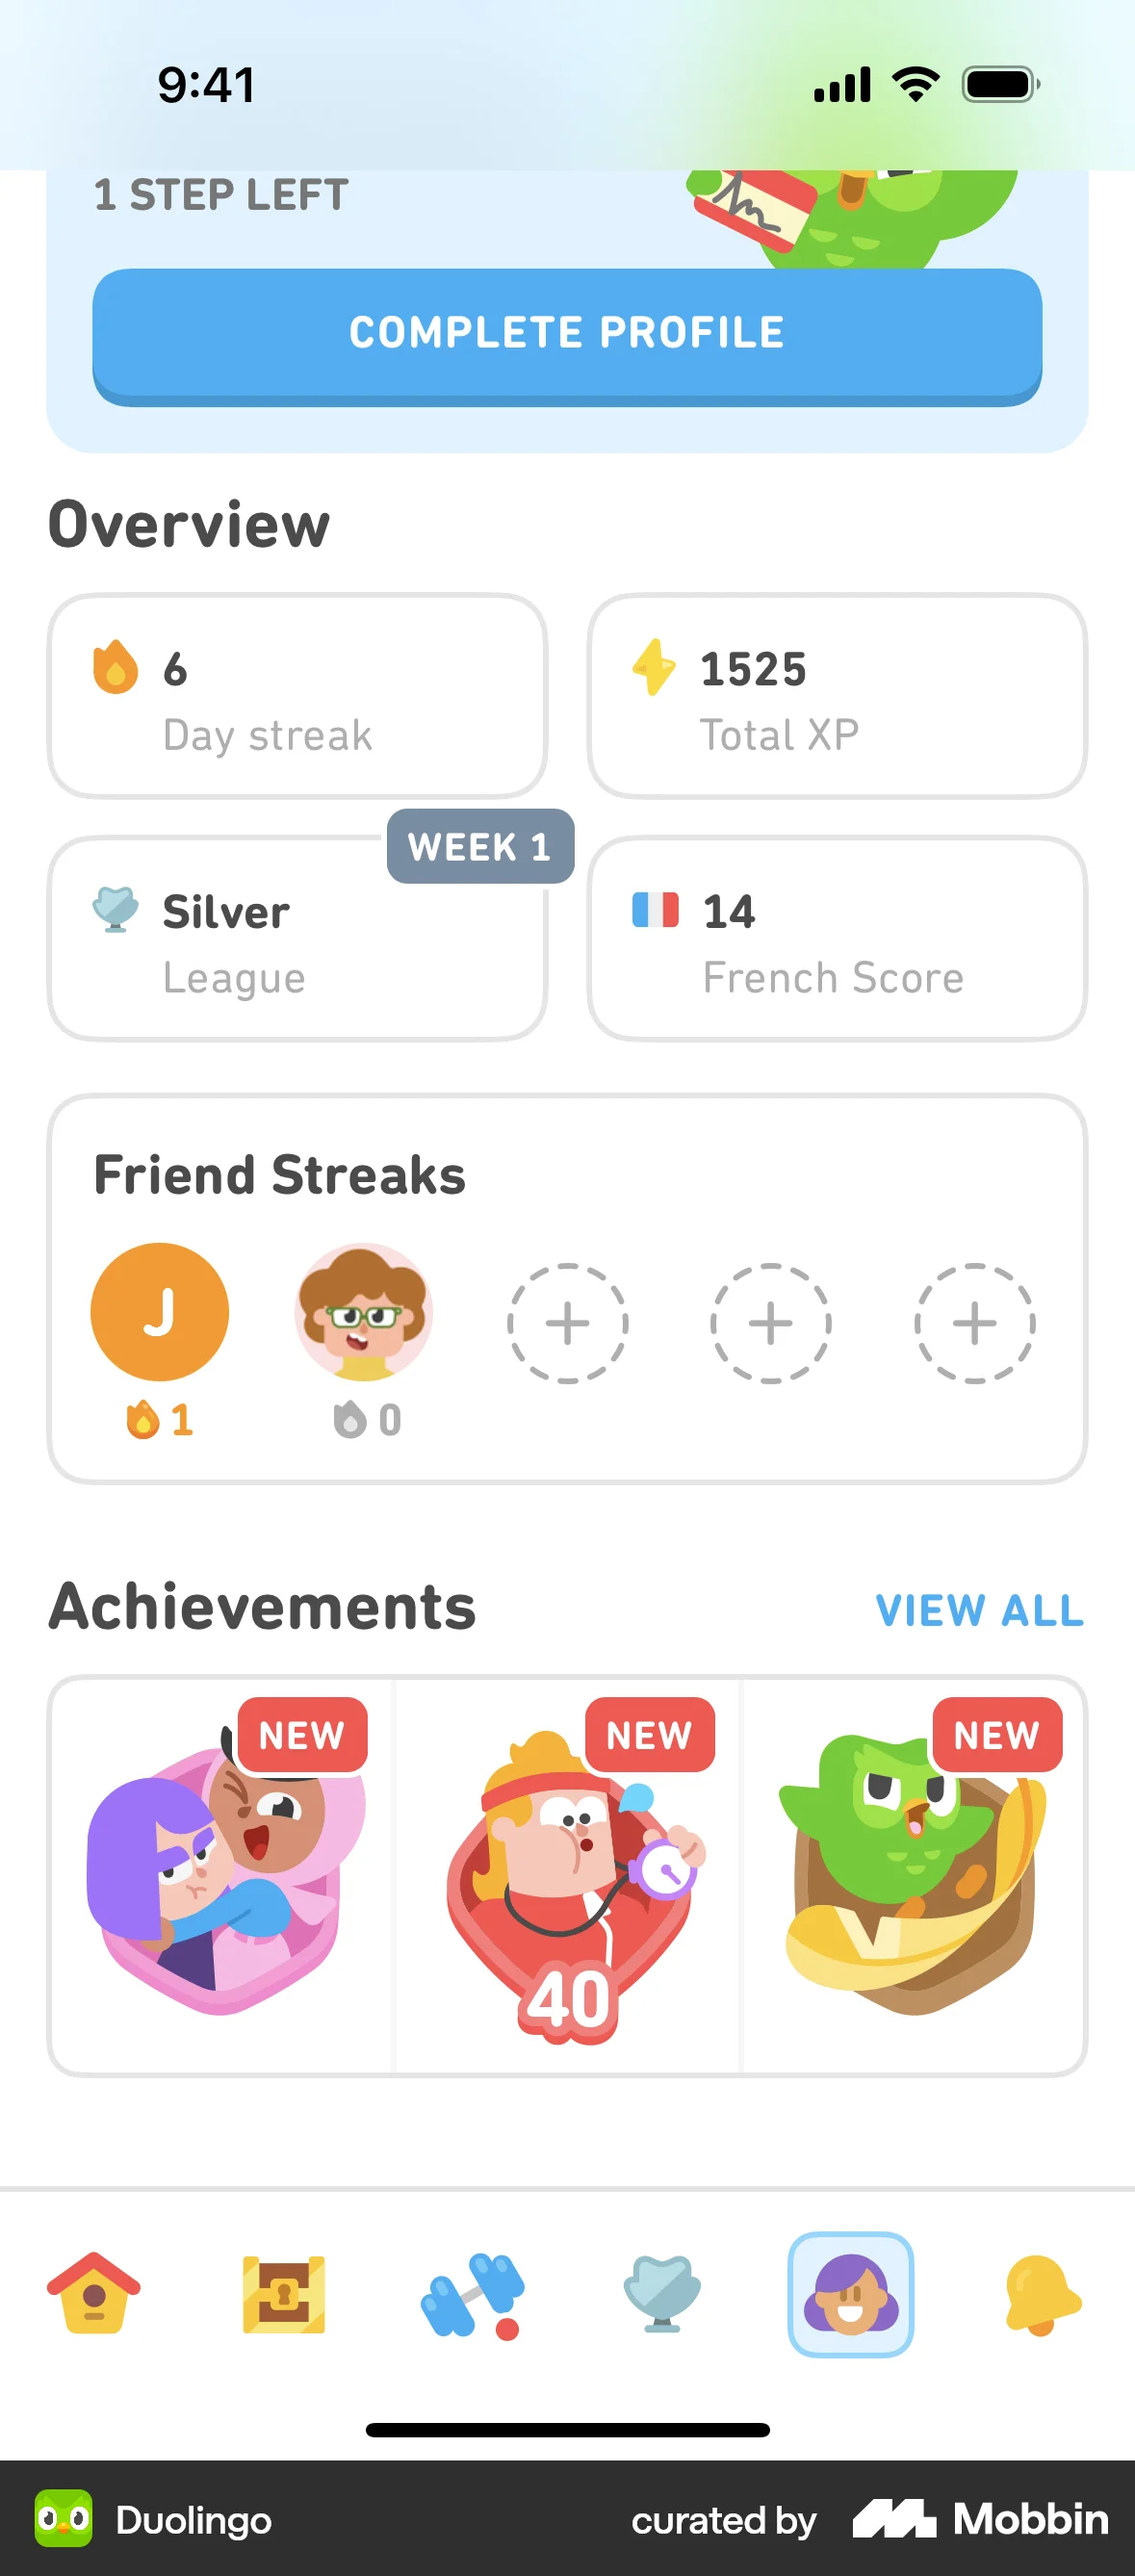 9:41
1 STEP LEFT
COMPLETE PROFILE
Overview
6
Day streak
1525
Total XP
WEEK 1
Silver
League
14
French Score
Friend Streaks
J
1
0
Achievements
VIEW ALL
NEW
NEW
NEW
40
Duolingo
curated by Mobbin